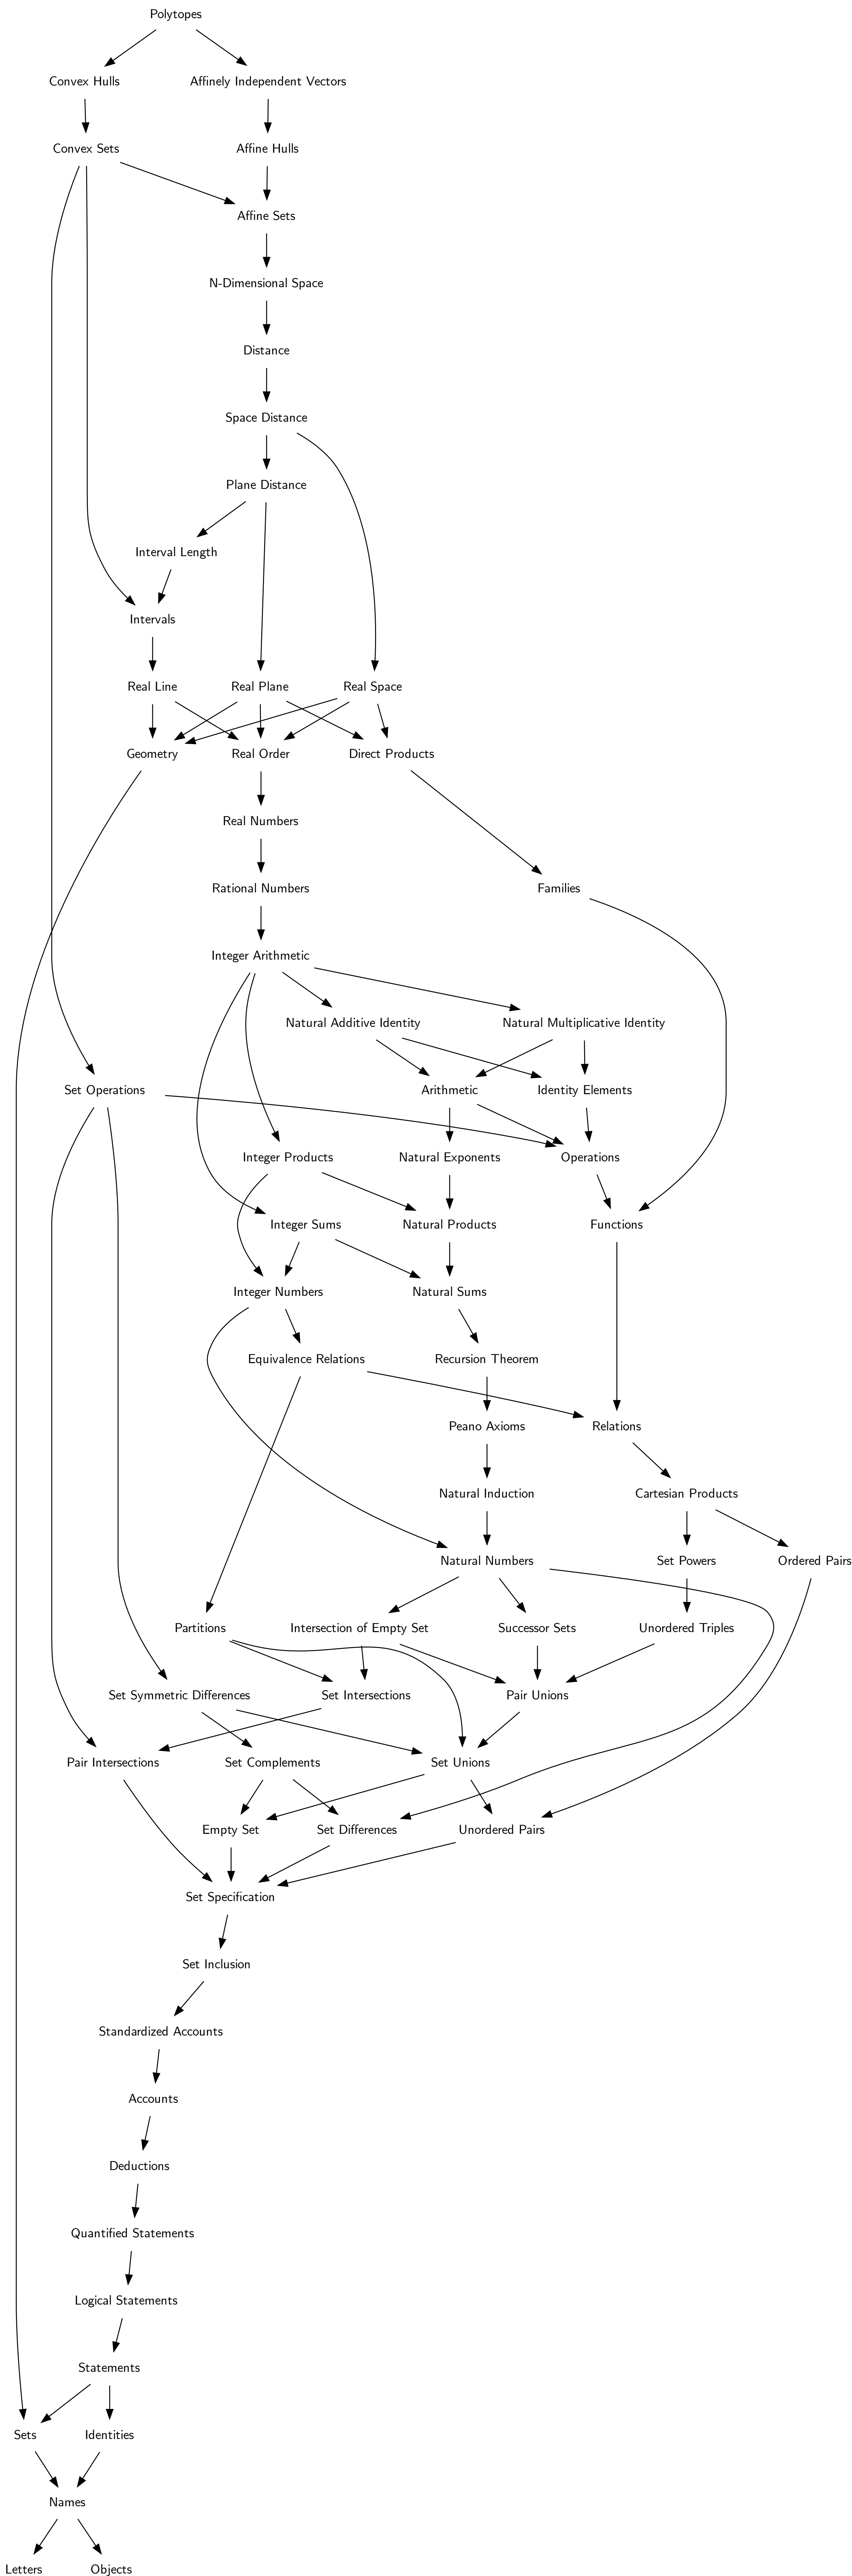 Polytopes
Convex Hulls
Affinely Independent Vectors
Convex Sets
Affine Hulls
Affine Sets
N-Dimensional Space
Distance
Space Distance
Plane Distance
Interval Length
Intervals
Real Line
Real Plane
Real Space
Geometry
Real Order
Direct Products
Real Numbers
Rational Numbers
Families
Integer Arithmetic
Natural Additive Identity
Natural Multiplicative Identity
Set Operations
Arithmetic
Identity Elements
Integer Products
Natural Exponents
Operations
Integer Sums
Natural Products
Functions
Integer Numbers
Natural Sums
Equivalence Relations
Recursion Theorem
Peano Axioms
Relations
Natural Induction
Cartesian Products
Natural Numbers
Set Powers
Ordered Pairs
Partitions
Intersection of Empty Set
Successor Sets
Unordered Triples
Set Symmetric Differences
Set Intersections
Pair Unions
Pair Intersections
Set Complements
Set Unions
Empty Set
Set Differences
Unordered Pairs
Set Specification
Set Inclusion
Standardized Accounts
Accounts
Deductions
Quantified Statements
Logical Statements
Statements
Sets
Identities
Names
Letters
Objects